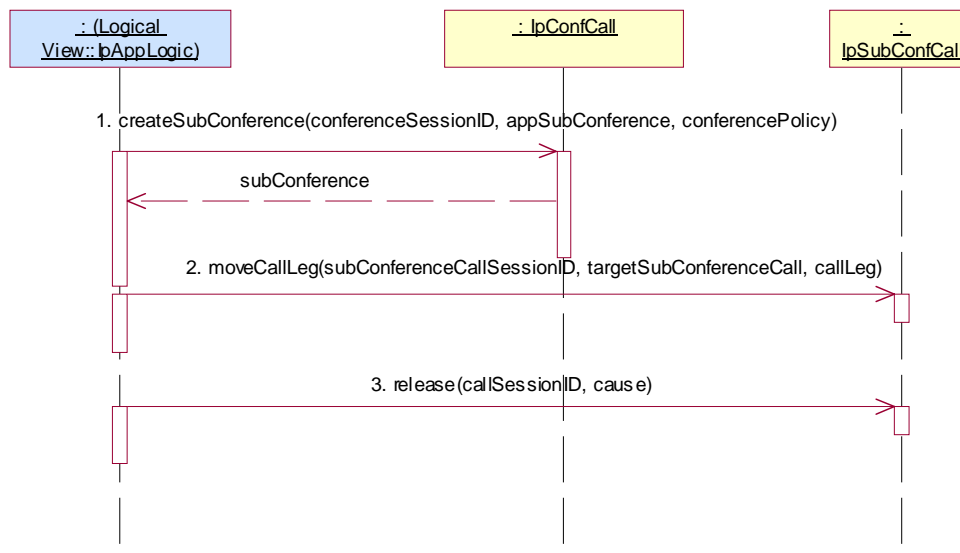 : (Logical
View::IpAppLogic)
: IpConfCall
:
IpSubConfCall
1. createSubConference(conferenceSessionID, appSubConference, conferencePolicy)
subConference
2. moveCallLeg(subConferenceCallSessionID, targetSubConferenceCall, callLeg)
3. release(callSessionID, cause)